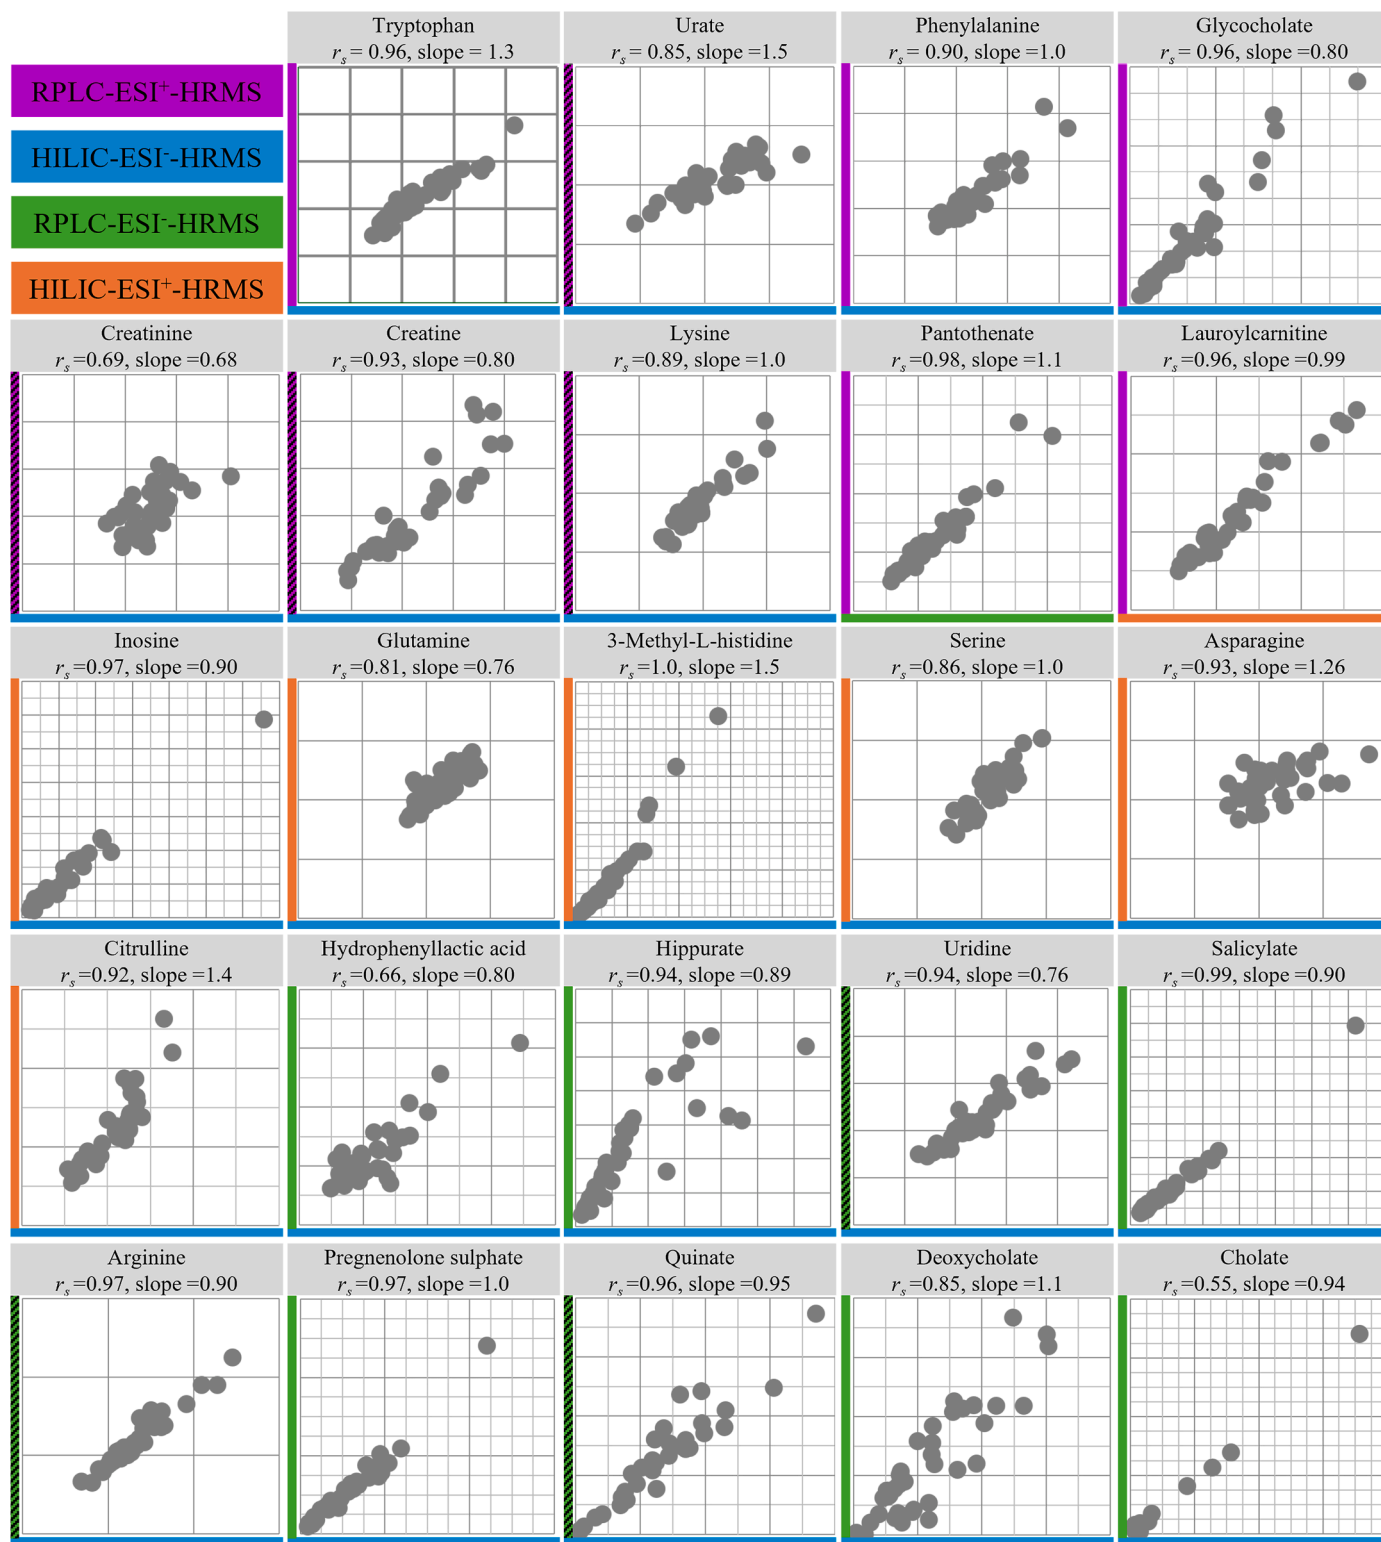 Tryptophan
rs = 0.96, slope = 1.3
Urate
rs = 0.85, slope =1.5
Phenylalanine
rs = 0.90, slope =1.0
Glycocholate
rs = 0.96, slope =0.80
RPLC-ESI+-HRMS
HILIC-ESI--HRMS
RPLC-ESI--HRMS
HILIC-ESI+-HRMS
Creatinine
rs =0.69, slope =0.68
Creatine
rs =0.93, slope =0.80
Lysine
rs =0.89, slope =1.0
Pantothenate
rs =0.98, slope =1.1
Lauroylcarnitine
rs =0.96, slope =0.99
Inosine
rs =0.97, slope =0.90
Glutamine
rs =0.81, slope =0.76
3-Methyl-L-histidine
rs =1.0, slope =1.5
Serine
rs =0.86, slope =1.0
Asparagine
rs =0.93, slope =1.26
Citrulline
rs =0.92, slope =1.4
Hydrophenyllactic acid
rs =0.66, slope =0.80
Hippurate
rs =0.94, slope =0.89
Uridine
rs =0.94, slope =0.76
Salicylate
rs =0.99, slope =0.90
Arginine
rs =0.97, slope =0.90
Pregnenolone sulphate
rs =0.97, slope =1.0
Quinate
rs =0.96, slope =0.95
Deoxycholate
rs =0.85, slope =1.1
Cholate
rs =0.55, slope =0.94